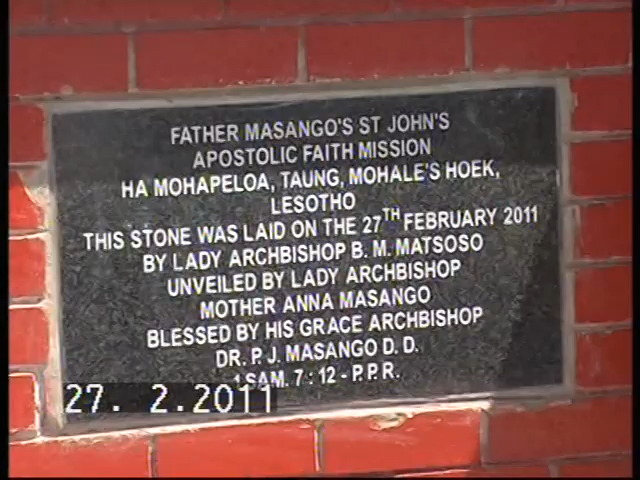 FATHER MASANGO'S ST JOHN'S
APOSTOLIC FAITH MISSION
HA MOHAPELOA, TAUNG, MOHALE'S HOEK,
LESOTHO
THIS STONE WAS LAID ON THE 27TH FEBRUARY 2011
BY LADY ARCHBISHOP B. M. MATSOSO
UNVEILED BY LADY ARCHBISHOP
MOTHER ANNA MASANGO
BLESSED BY HIS GRACE ARCHBISHOP
DR. P. J. MASANGO D. D.
1 SAM. 7 : 12 - P.P.R.
27. 2.2011